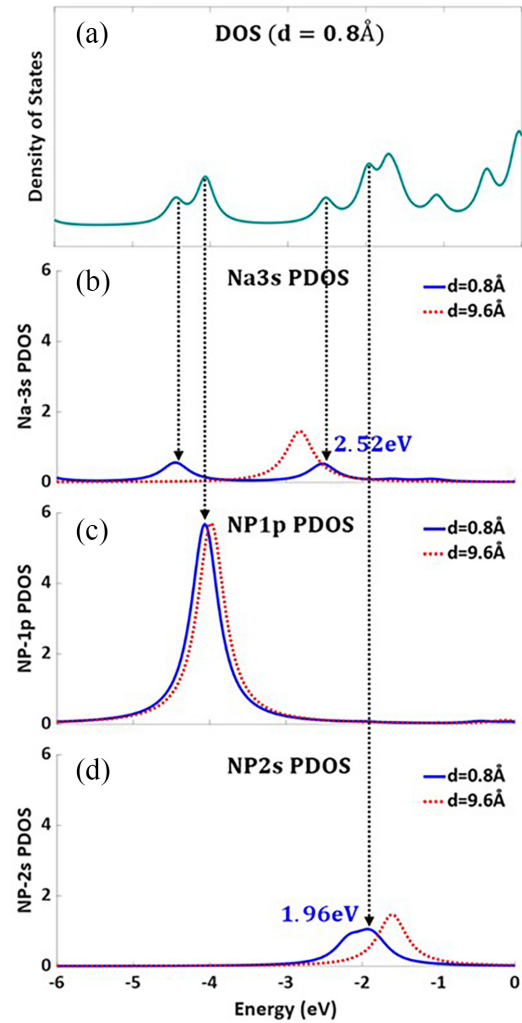 (a) DOS (d = 0.8Å)
Density of States
(b) Na3s PDOS
6
4
2
0
Na-3s PDOS
d=0.8Å
d=9.6Å
2.52eV
(c) NP1p PDOS
6
4
2
0
NP-1p PDOS
d=0.8Å
d=9.6Å
(d) NP2s PDOS
6
4
2
0
NP-2s PDOS
d=0.8Å
d=9.6Å
1.96eV
-6 -5 -4 -3 -2 -1 0
Energy (eV)